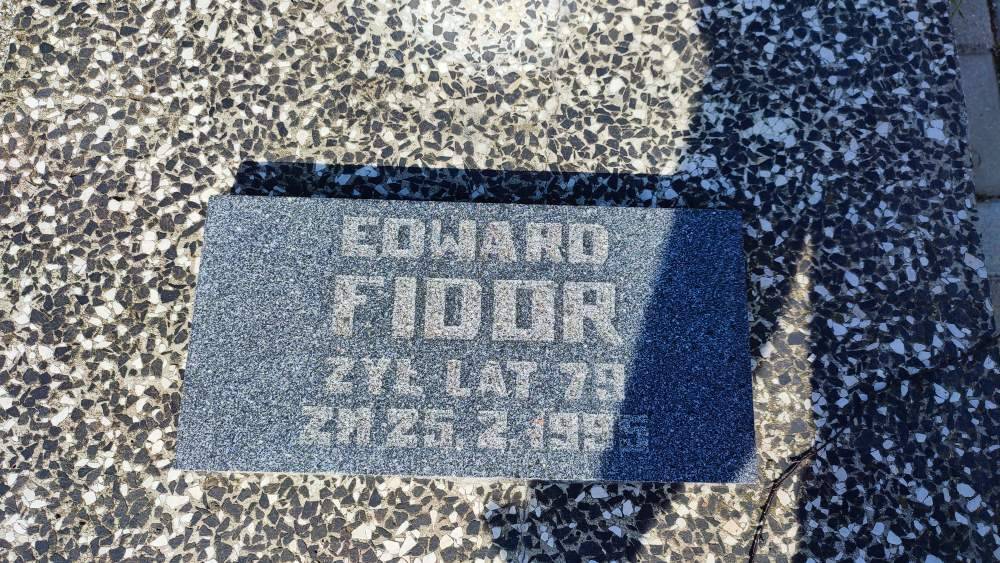 EDWARD
FIDOR
ŻYŁ LAT 79
ZM 25.2.1995